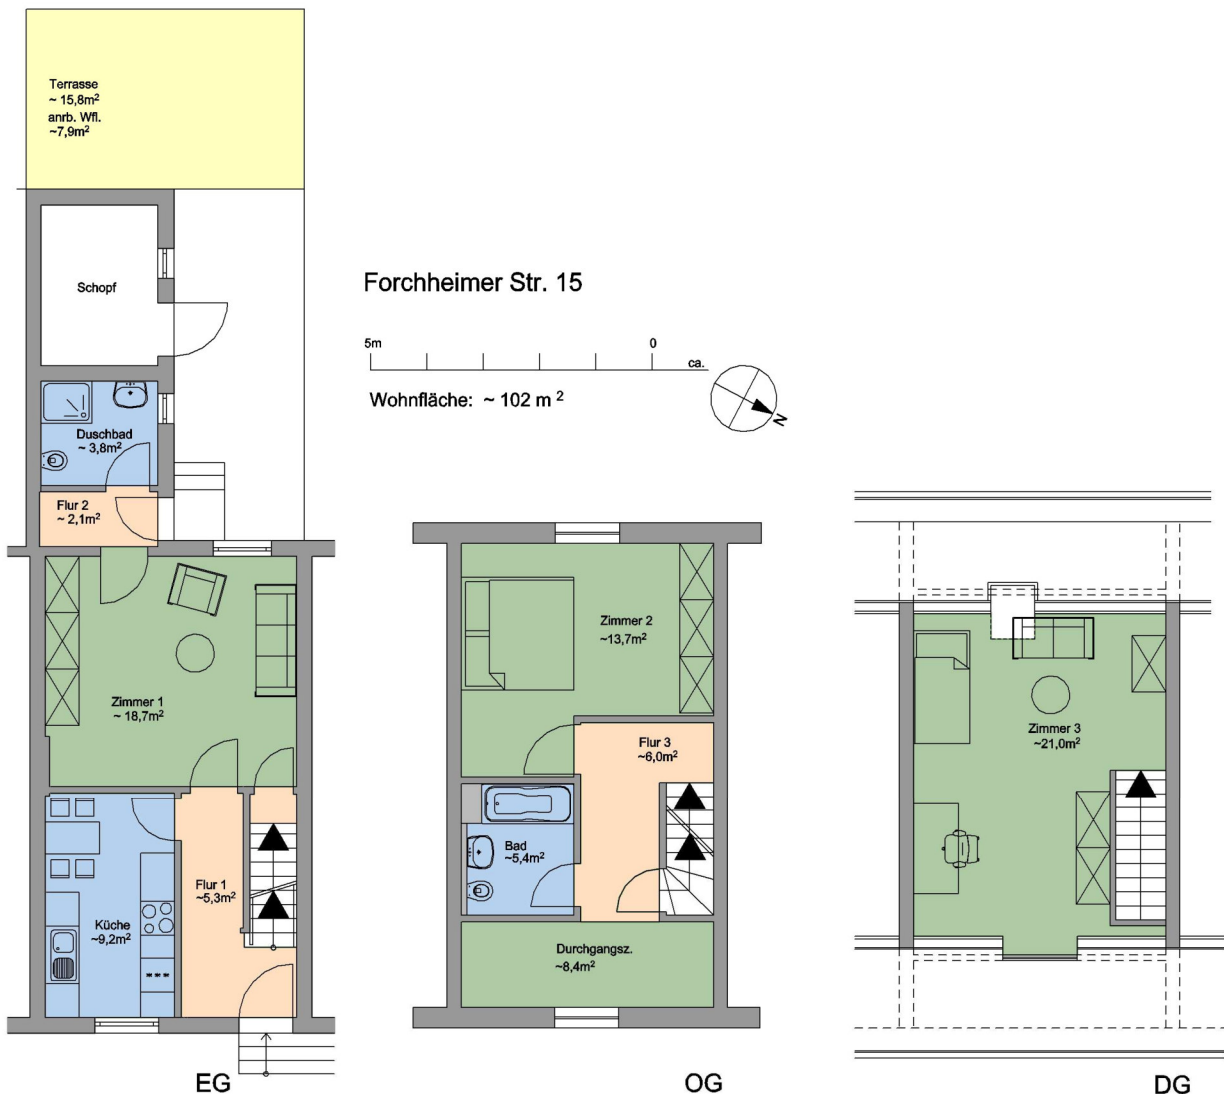 Terrasse
~ 15,8m²
anrb. Wfl.
~7,9m²
Schopf
Duschbad
~ 3,8m²
Flur 2
~ 2,1m²
Zimmer 1
~ 18,7m²
Flur 1
~5,3m²
Küche
~9,2m²
EG
Forchheimer Str. 15
5m 0
ca.
Wohnfläche: ~ 102 m ²
N
Zimmer 2
~13,7m²
Flur 3
~6,0m²
Bad
~5,4m²
Durchgangsz.
~8,4m²
OG
Zimmer 3
~21,0m²
DG